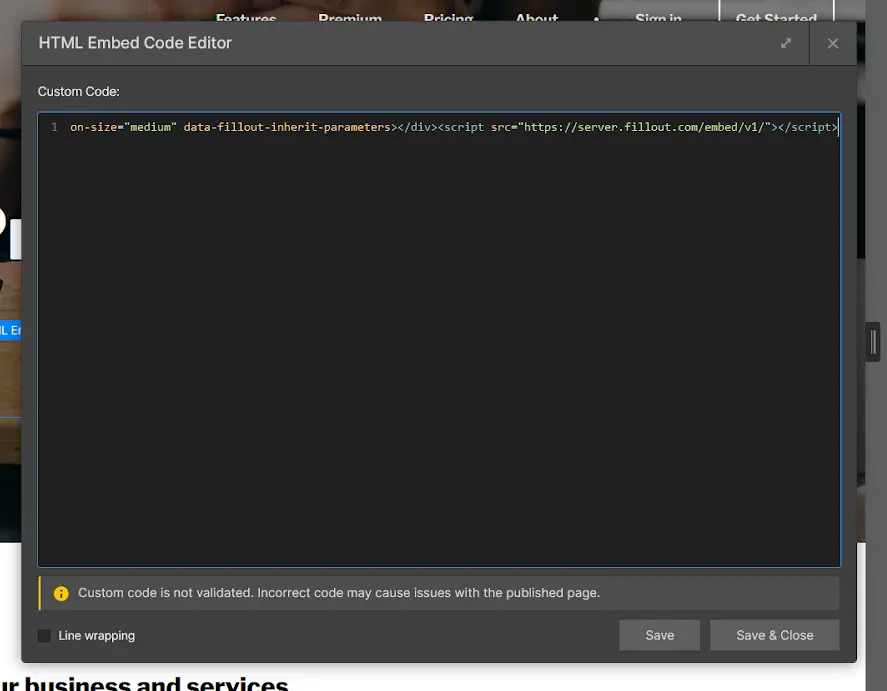 Features Premium Pricing About Sign in Get Started
HTML Embed Code Editor
Custom Code:
1 on-size="medium" data-fillout-inherit-parameters></div><script src="https://server.fillout.com/embed/v1/"></script>
Custom code is not validated. Incorrect code may cause issues with the published page.
Line wrapping
Save
Save & Close
business and services